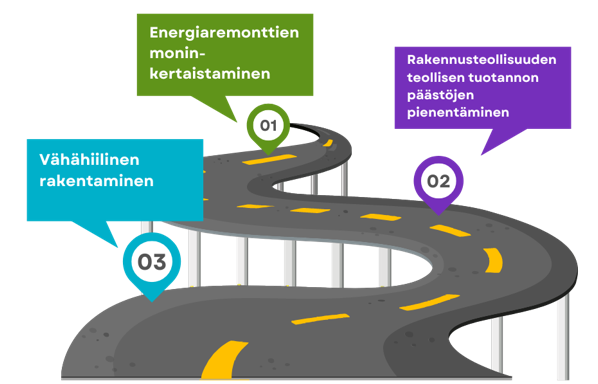 Energiaremonttien
monin-
kertaistaminen
01
Rakennusteollisuuden
teollisen tuotannon
päästöjen
pienentäminen
02
Vähähiilinen
rakentaminen
03